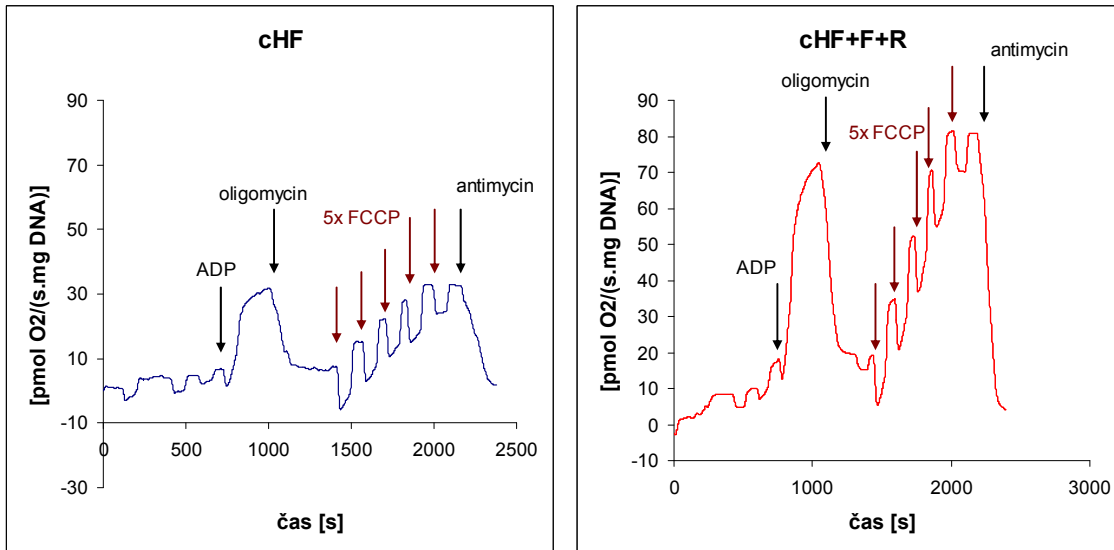 cHF
90
70
50
30
10
-10
-30
0
500
1000
1500
2000
2500
[pmol O2/(s.mg DNA)]
čas [s]
ADP
oligomycin
5x FCCP
antimycin
cHF+F+R
90
80
70
60
50
40
30
20
10
0
-10
0
1000
2000
3000
[pmol O2/(s.mg DNA)]
čas [s]
ADP
oligomycin
5x FCCP
antimycin